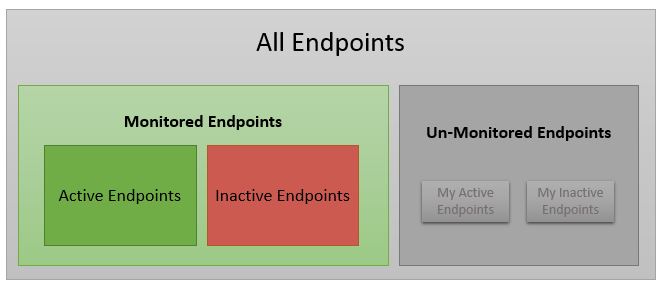 All Endpoints
Monitored Endpoints
Active Endpoints
Inactive Endpoints
Un-Monitored Endpoints
My Active
Endpoints
My Inactive
Endpoints